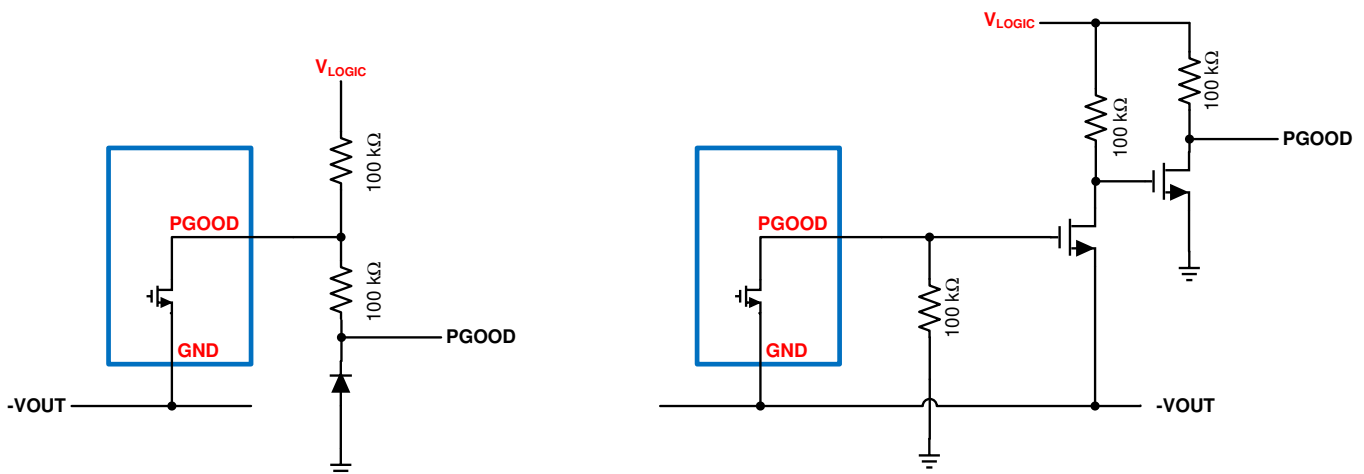 VLOGIC
100 kΩ
PGOOD
100 kΩ
PGOOD
GND
-VOUT
VLOGIC
100 kΩ
100 kΩ
PGOOD
PGOOD
100 kΩ
GND
-VOUT